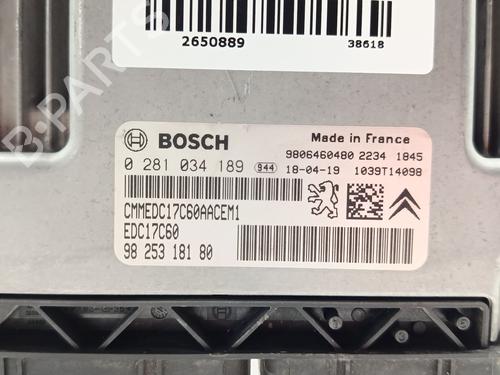 2650889
38618
B-PARTS
BOSCH
0 281 034 189 S44
CMMEDC17C60AACEM1
EDC17C60
98 253 181 80
Made in France
9806460480 2234 1845
18-04-19 1039T14098